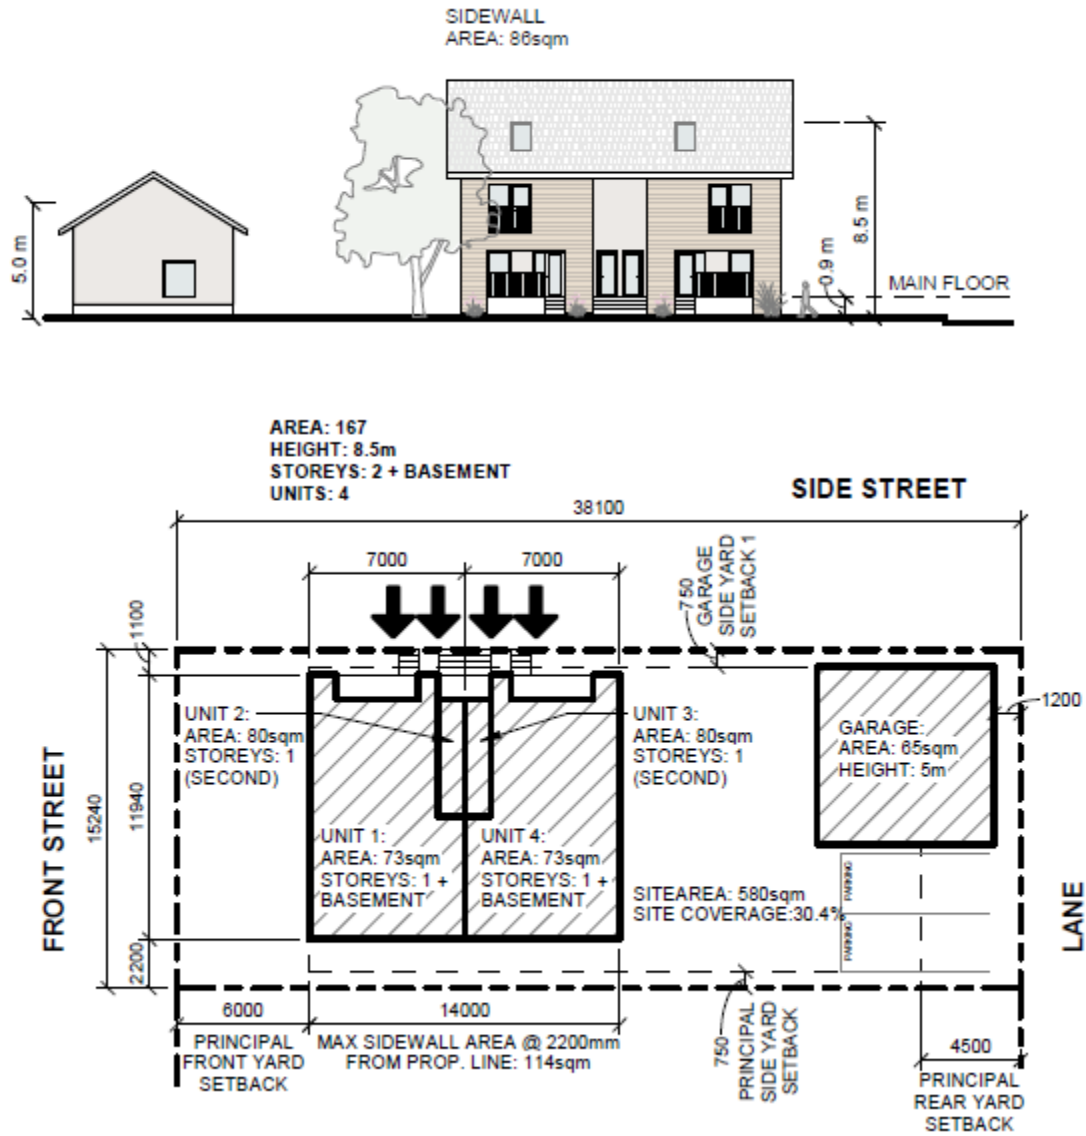 SIDEWALL
AREA: 86sqm
5.0 m
8.5 m
0.9 m
MAIN FLOOR
AREA: 167
HEIGHT: 8.5m
STOREYS: 2 + BASEMENT
UNITS: 4
SIDE STREET
38100
7000
7000
750
GARAGE
SIDE YARD
SETBACK 1
1100
1200
UNIT 2:
AREA: 80sqm
STOREYS: 1
(SECOND)
UNIT 3:
AREA: 80sqm
STOREYS: 1
(SECOND)
GARAGE:
AREA: 65sqm
HEIGHT: 5m
FRONT STREET
15240
11940
UNIT 1:
AREA: 73sqm
STOREYS: 1 +
BASEMENT
UNIT 4:
AREA: 73sqm
STOREYS: 1 +
BASEMENT
SITEAREA: 580sqm
SITE COVERAGE:30.4%
PARKING
PARKING
LANE
2200
6000
14000
PRINCIPAL
FRONT YARD
SETBACK
MAX SIDEWALL AREA @ 2200mm
FROM PROP. LINE: 114sqm
750
PRINCIPAL
SIDE YARD
SETBACK
4500
PRINCIPAL
REAR YARD
SETBACK